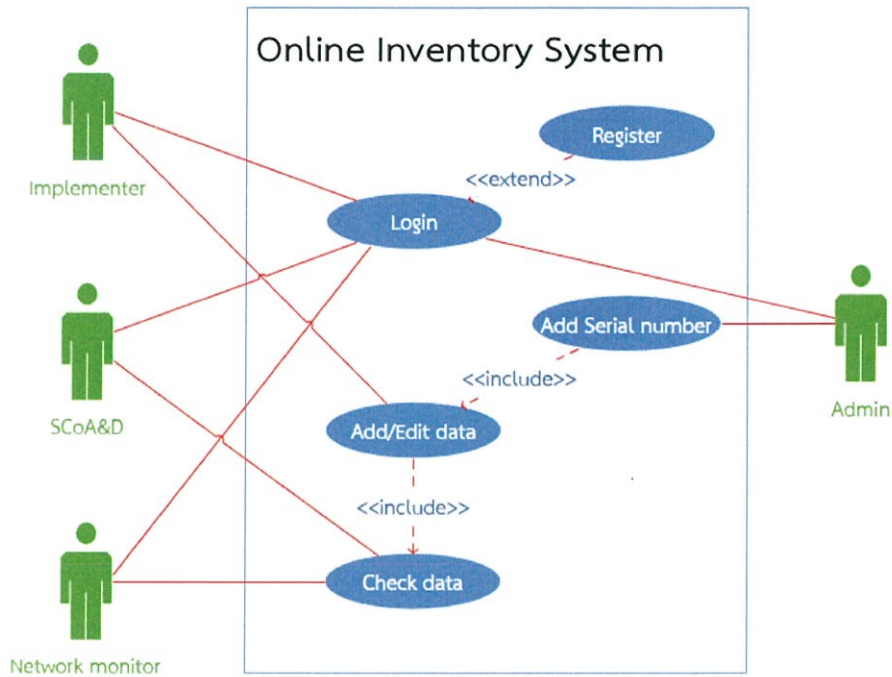 Online Inventory System
Register
<<extend>>
Implementer
Login
Add Serial number
<<include>>
SCoA&D
Admin
Add/Edit data
<<include>>
Check data
Network monitor